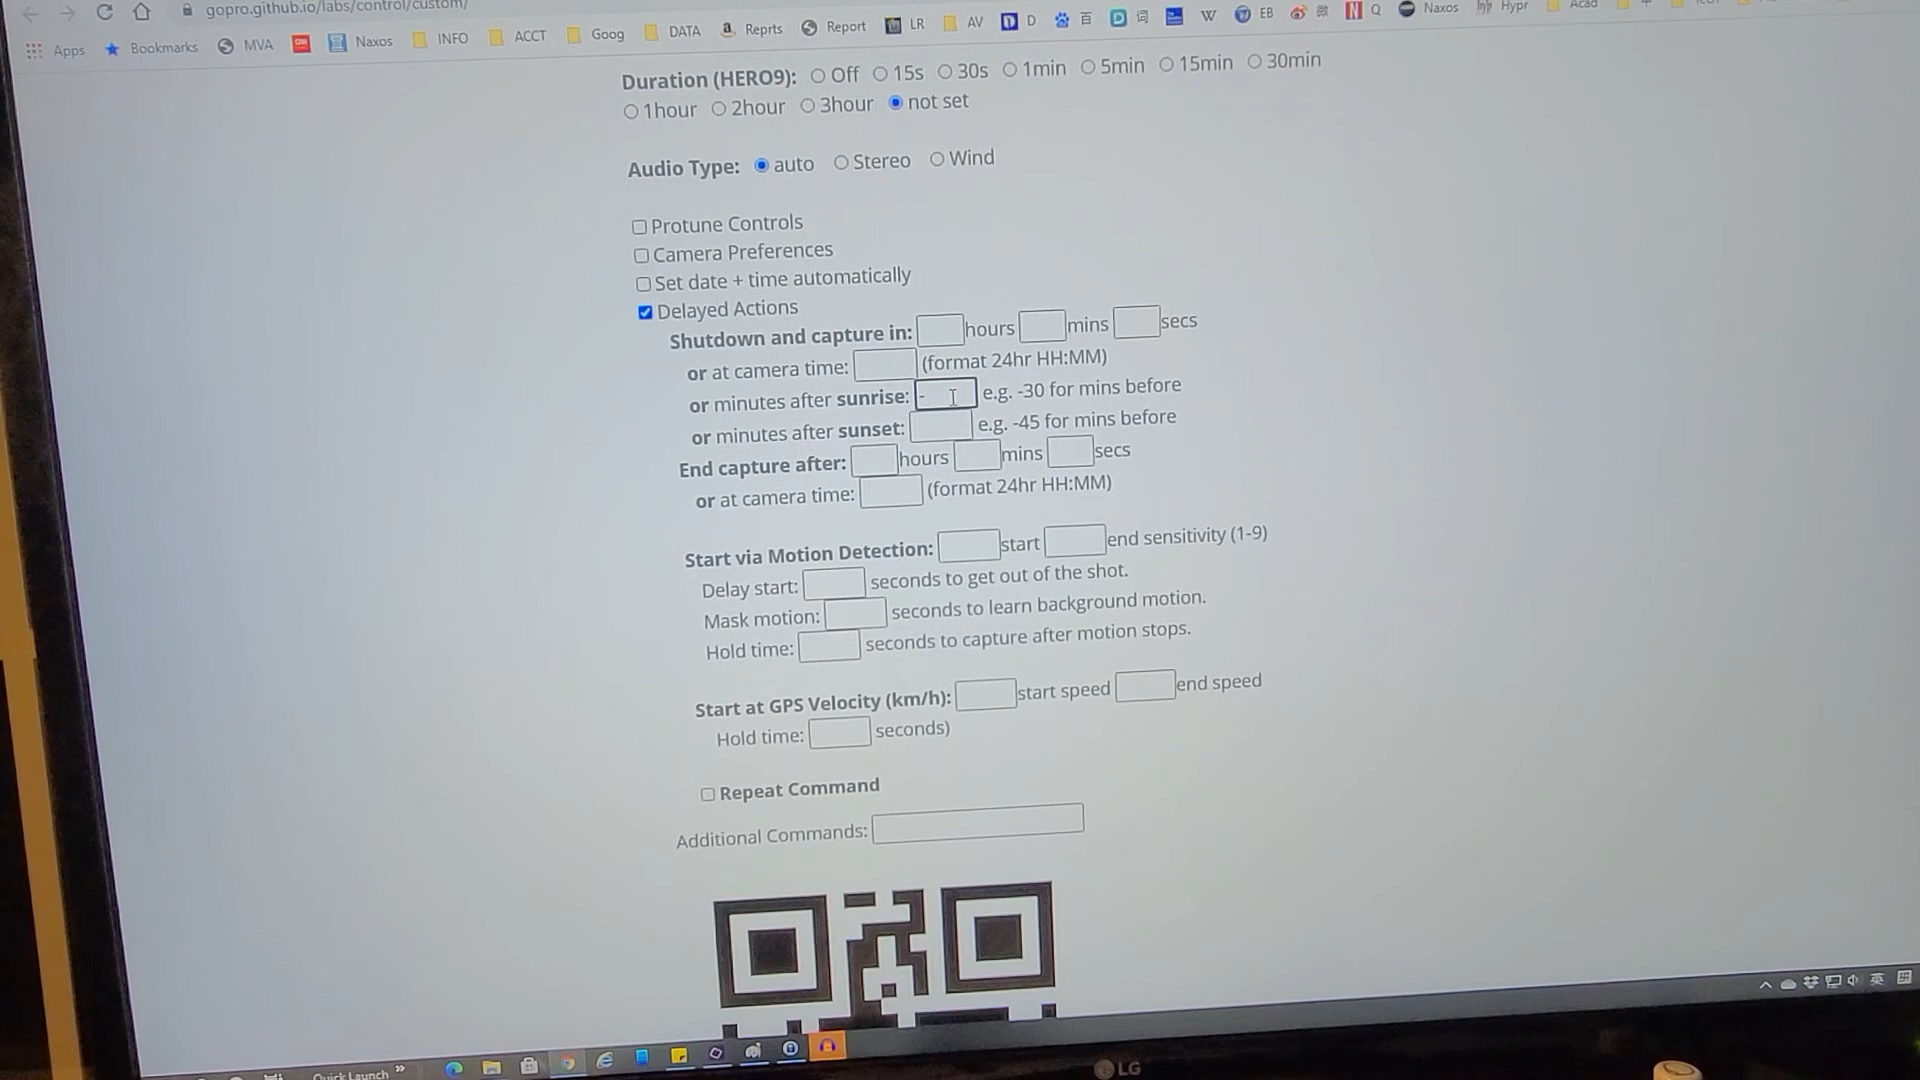 gopro.github.io/labs/control/custom/
Apps Bookmarks MVA Naxos INFO ACCT Goog DATA Reprts Report LR AV D 百 词 W EB 微 Q Naxos Hypr Acad
Duration (HERO9): Off 15s 30s 1min 5min 15min 30min
1hour 2hour 3hour not set
Audio Type: auto Stereo Wind
Protune Controls
Camera Preferences
Set date + time automatically
Delayed Actions
Shutdown and capture in: hours mins secs
or at camera time: (format 24hr HH:MM)
or minutes after sunrise: - e.g. -30 for mins before
or minutes after sunset: e.g. -45 for mins before
End capture after: hours mins secs
or at camera time: (format 24hr HH:MM)
Start via Motion Detection: start end sensitivity (1-9)
Delay start: seconds to get out of the shot.
Mask motion: seconds to learn background motion.
Hold time: seconds to capture after motion stops.
Start at GPS Velocity (km/h): start speed end speed
Hold time: seconds)
Repeat Command
Additional Commands:
Quick Launch » 英
LG